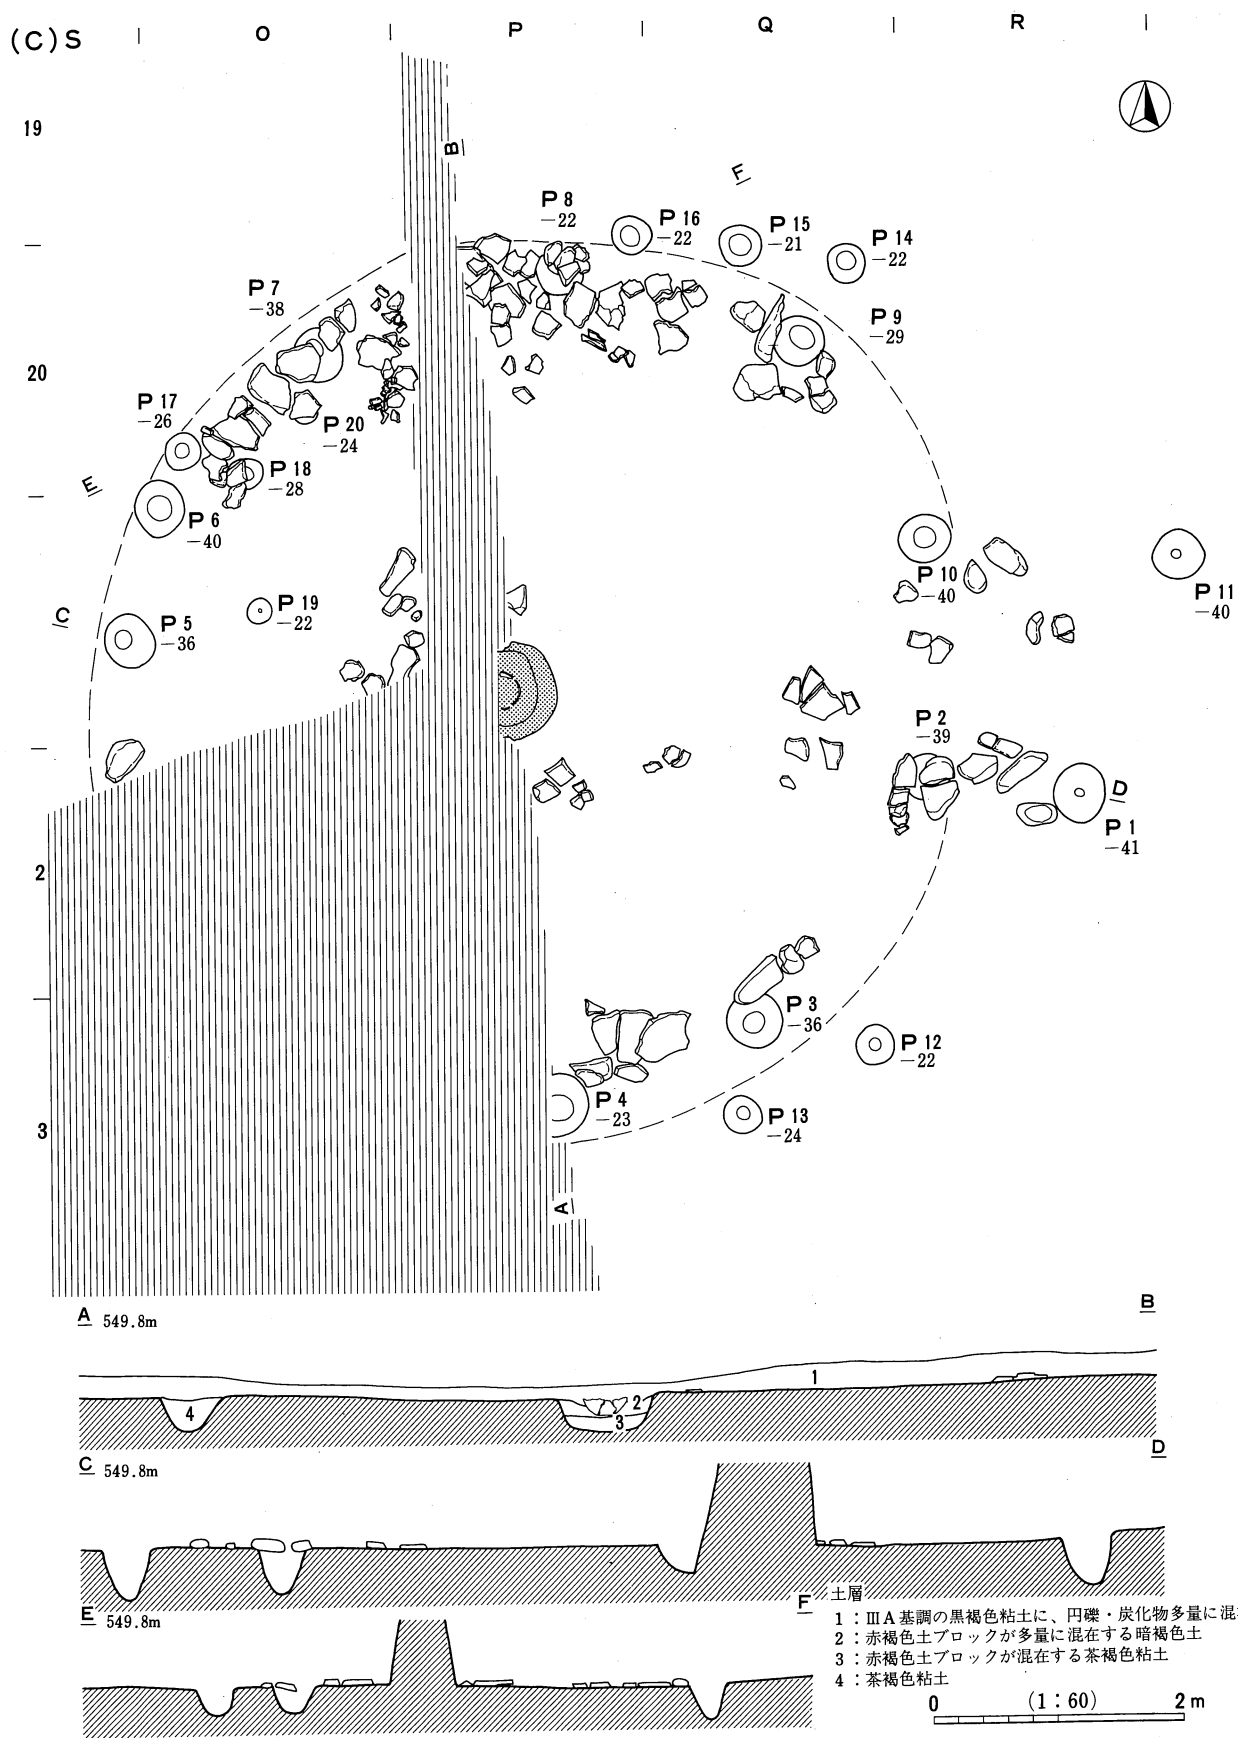 (C) S O P Q R
19
B
F
P 8
−22
P 16
−22
P 15
−21
P 14
−22
P 7
−38
P 9
−29
20
P 17
−26
P 20
−24
E
P 18
−28
P 6
−40
P 10
−40
P 11
−40
C
P 5
−36
P 19
−22
P 2
−39
D
P 1
−41
2
P 3
−36
P 12
−22
P 4
−23
P 13
−24
3
A
A 549.8m B
1
2
3
4
C 549.8m D
E 549.8m F
土層
1：ⅢA基調の黒褐色粘土に、円礫・炭化物多量に混
2：赤褐色土ブロックが多量に混在する暗褐色土
3：赤褐色土ブロックが混在する茶褐色粘土
4：茶褐色粘土
0 (1：60) 2 m